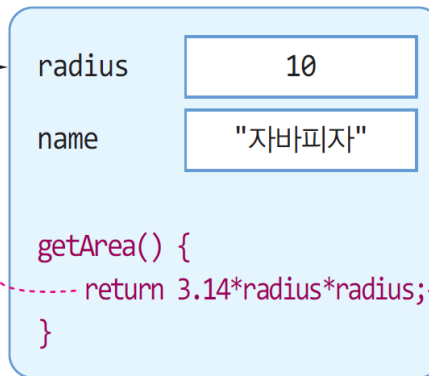 radius 10
name "자바피자"
getArea() {
return 3.14*radius*radius;
}